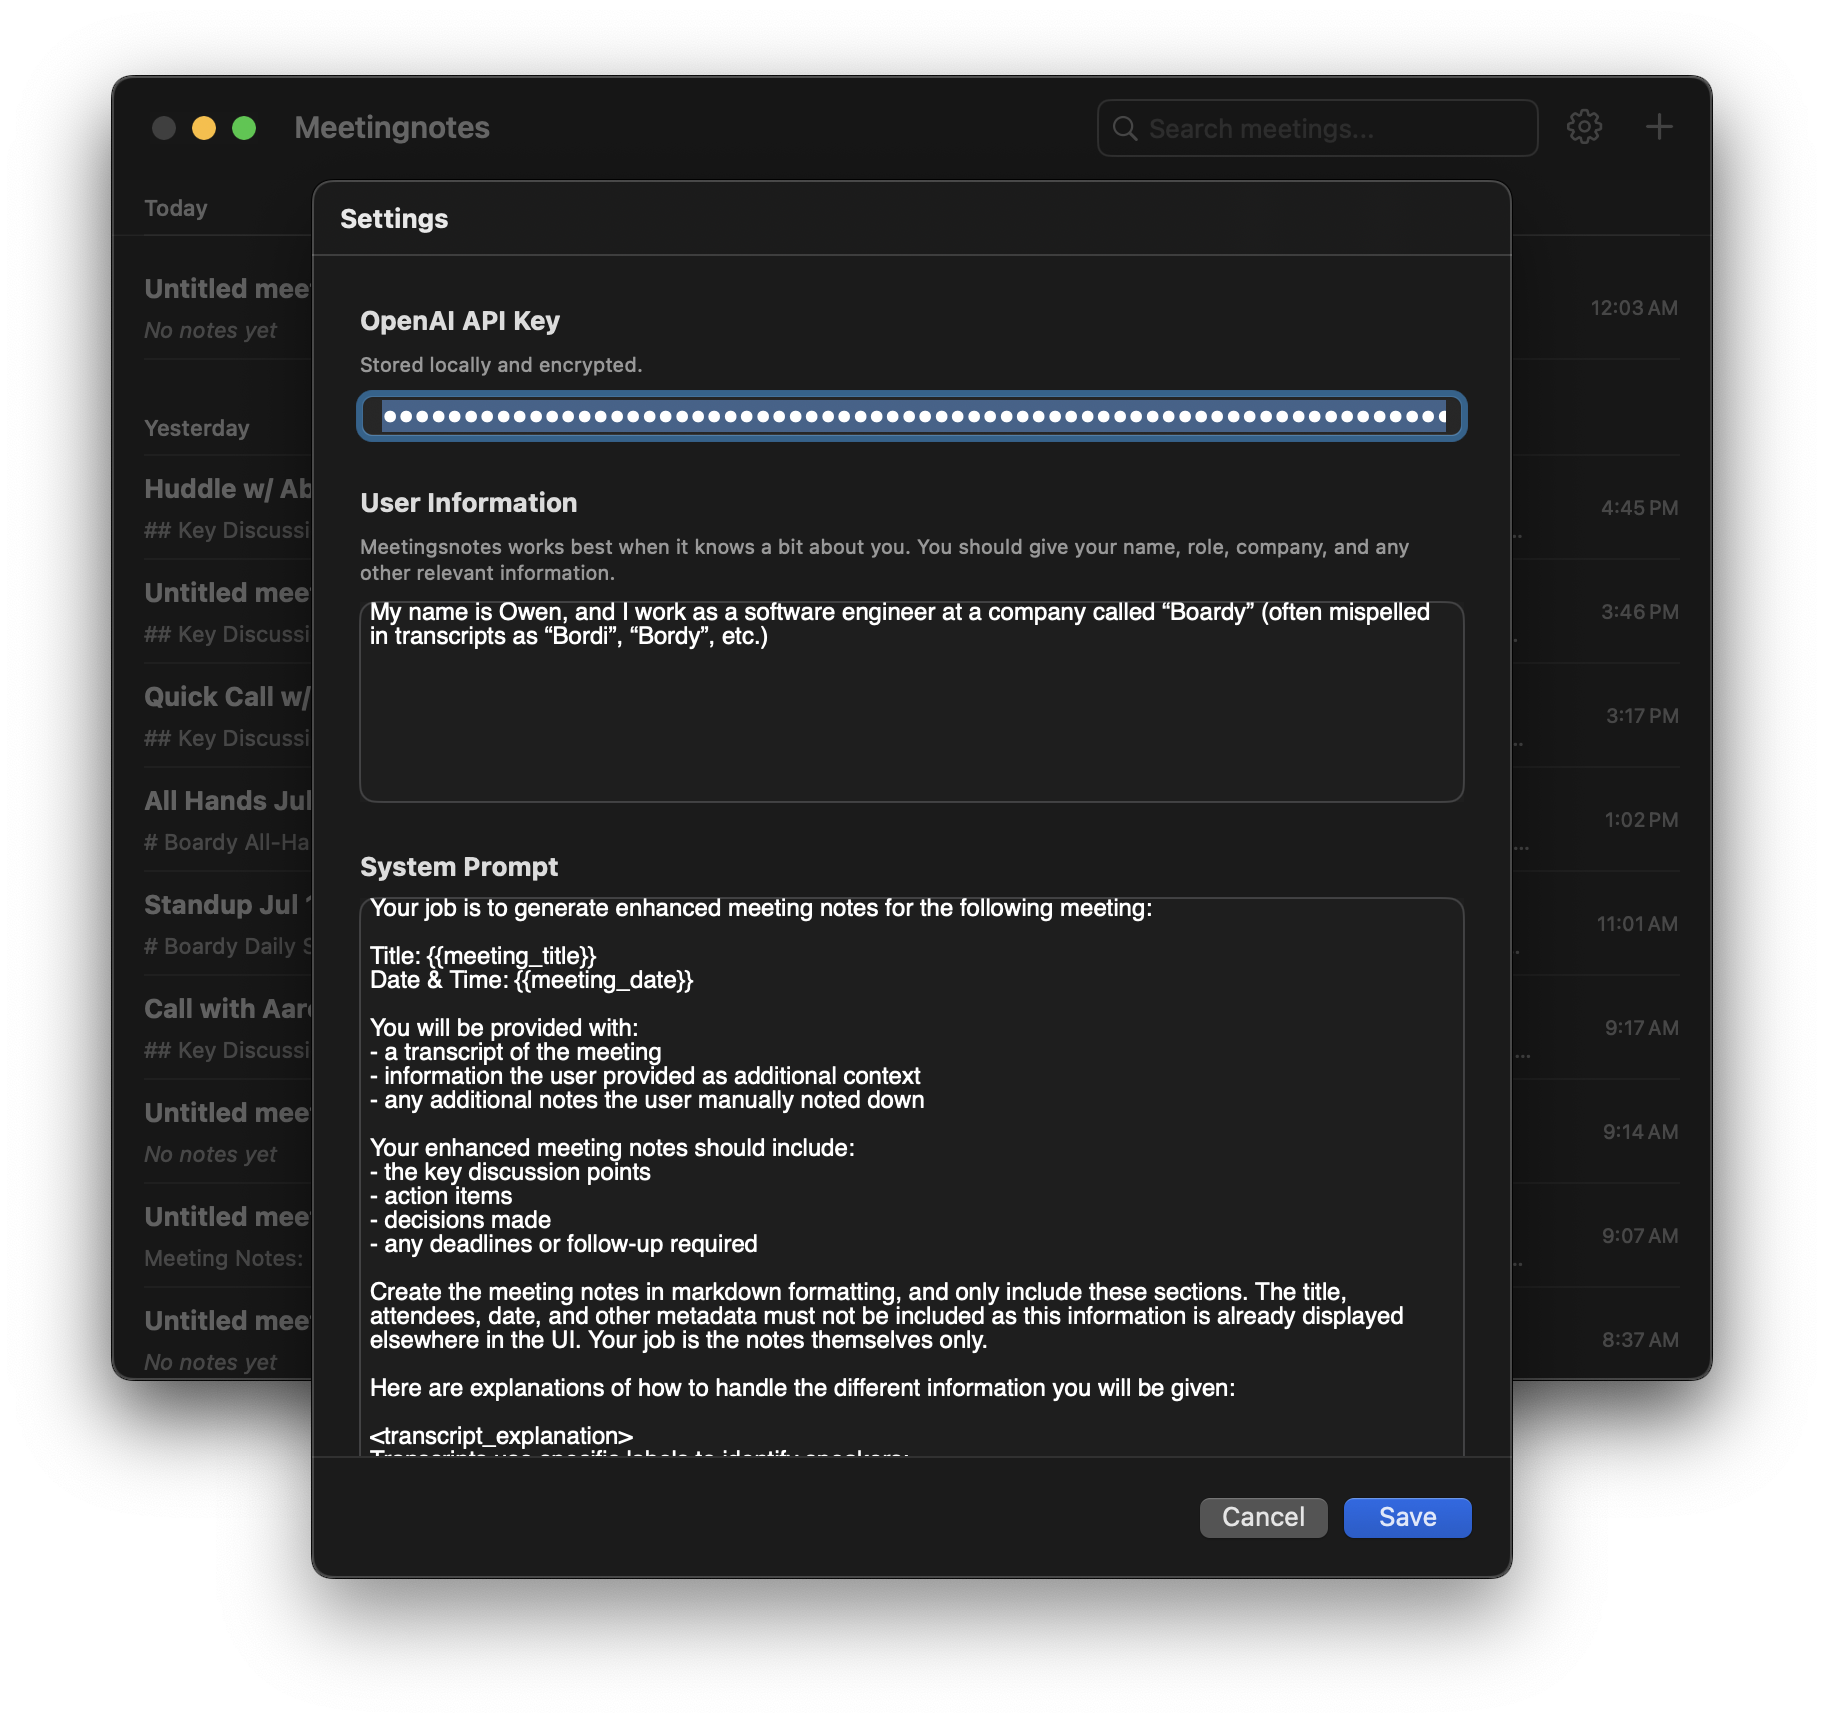 Meetingnotes
Search meetings...
Today
Untitled mee
No notes yet
12:03 AM
Yesterday
Huddle w/ Ab
## Key Discussi
4:45 PM
Untitled mee
## Key Discussi
3:46 PM
Quick Call w/
## Key Discussi
3:17 PM
All Hands Jul
# Boardy All-Ha
1:02 PM
Standup Jul
# Boardy Daily S
11:01 AM
Call with Aar
## Key Discussi
9:17 AM
Untitled mee
No notes yet
9:14 AM
Untitled mee
Meeting Notes:
9:07 AM
Untitled mee
No notes yet
8:37 AM
Settings
OpenAI API Key
Stored locally and encrypted.
User Information
Meetingsnotes works best when it knows a bit about you. You should give your name, role, company, and any
other relevant information.
My name is Owen, and I work as a software engineer at a company called “Boardy” (often mispelled
in transcripts as “Bordi”, “Bordy”, etc.)
System Prompt
Your job is to generate enhanced meeting notes for the following meeting:
Title: {{meeting_title}}
Date & Time: {{meeting_date}}
You will be provided with:
- a transcript of the meeting
- information the user provided as additional context
- any additional notes the user manually noted down
Your enhanced meeting notes should include:
- the key discussion points
- action items
- decisions made
- any deadlines or follow-up required
Create the meeting notes in markdown formatting, and only include these sections. The title,
attendees, date, and other metadata must not be included as this information is already displayed
elsewhere in the UI. Your job is the notes themselves only.
Here are explanations of how to handle the different information you will be given:
<transcript_explanation>
Transcripts use specific labels to identify speakers:
Cancel
Save